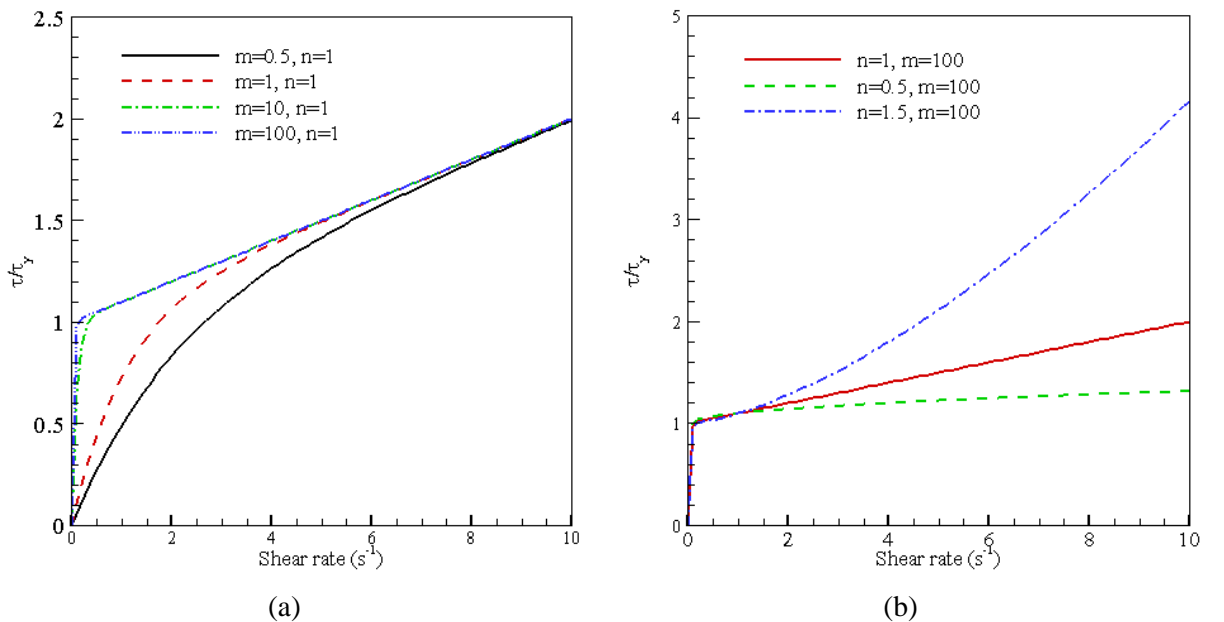 2.5
2
1.5
1
0.5
0
τ/τy
m=0.5, n=1
m=1, n=1
m=10, n=1
m=100, n=1
0 2 4 6 8 10
Shear rate (s-1)
(a)
5
4
3
2
1
0
τ/τy
n=1, m=100
n=0.5, m=100
n=1.5, m=100
0 2 4 6 8 10
Shear rate (s-1)
(b)